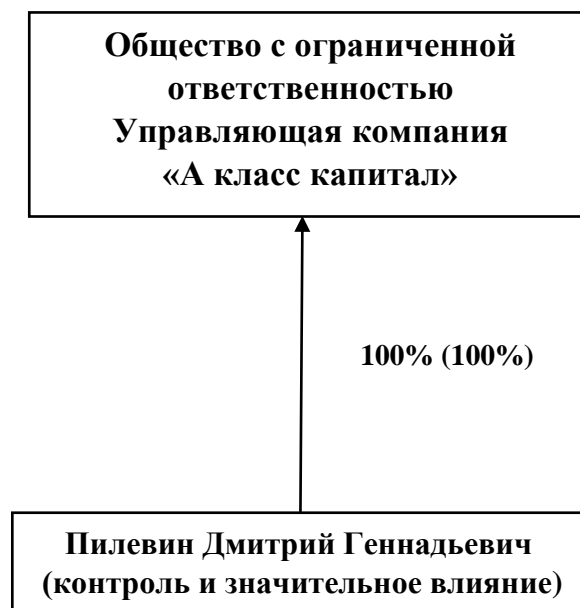 Общество с ограниченной
ответственностью
Управляющая компания
«А класс капитал»
100% (100%)
Пилевин Дмитрий Геннадьевич
(контроль и значительное влияние)